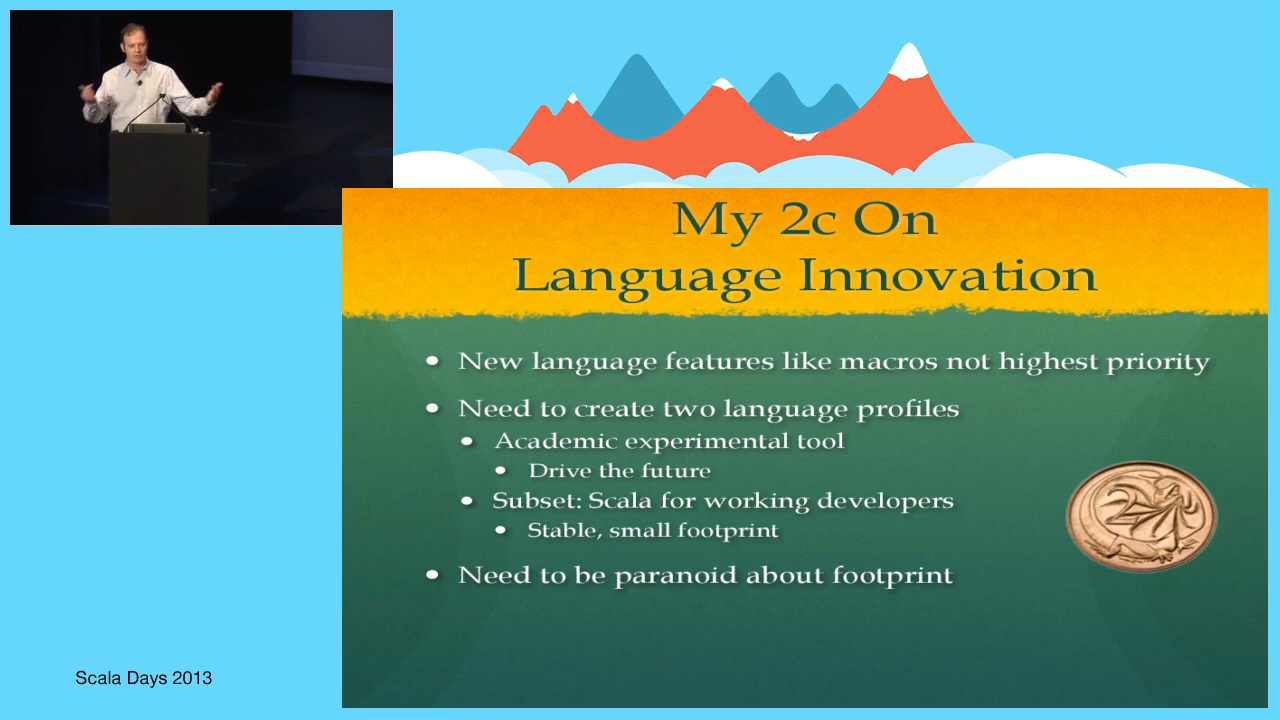 My 2c On
Language Innovation
New language features like macros not highest priority
Need to create two language profiles
Academic experimental tool
Drive the future
Subset: Scala for working developers
Stable, small footprint
Need to be paranoid about footprint
2
Scala Days 2013